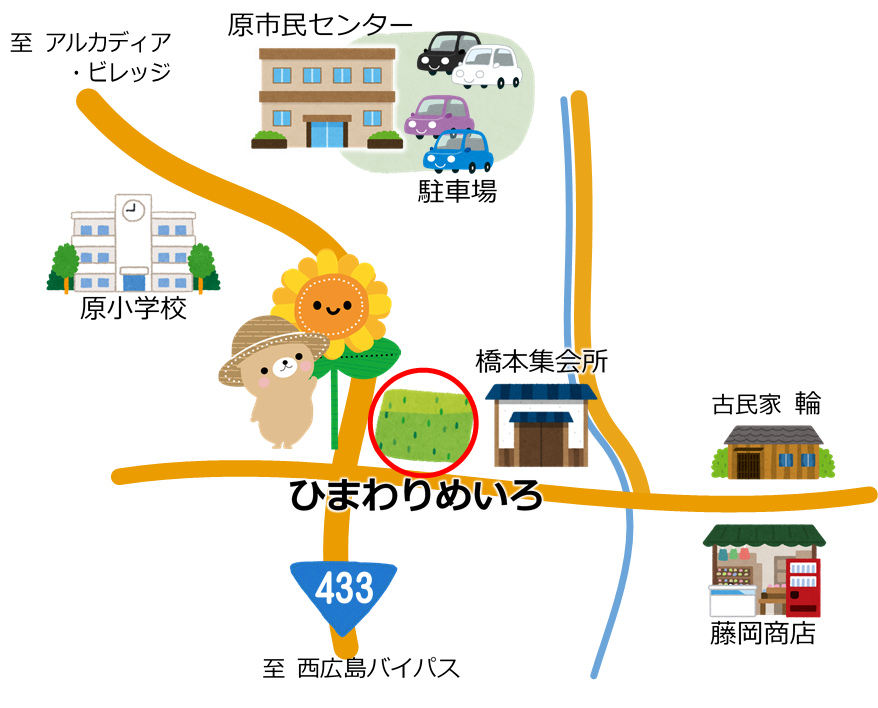 原市民センター
至 アルカディア
・ビレッジ
駐車場
原小学校
橋本集会所
古民家 輪
ひまわりめいろ
433
藤岡商店
至 西広島バイパス